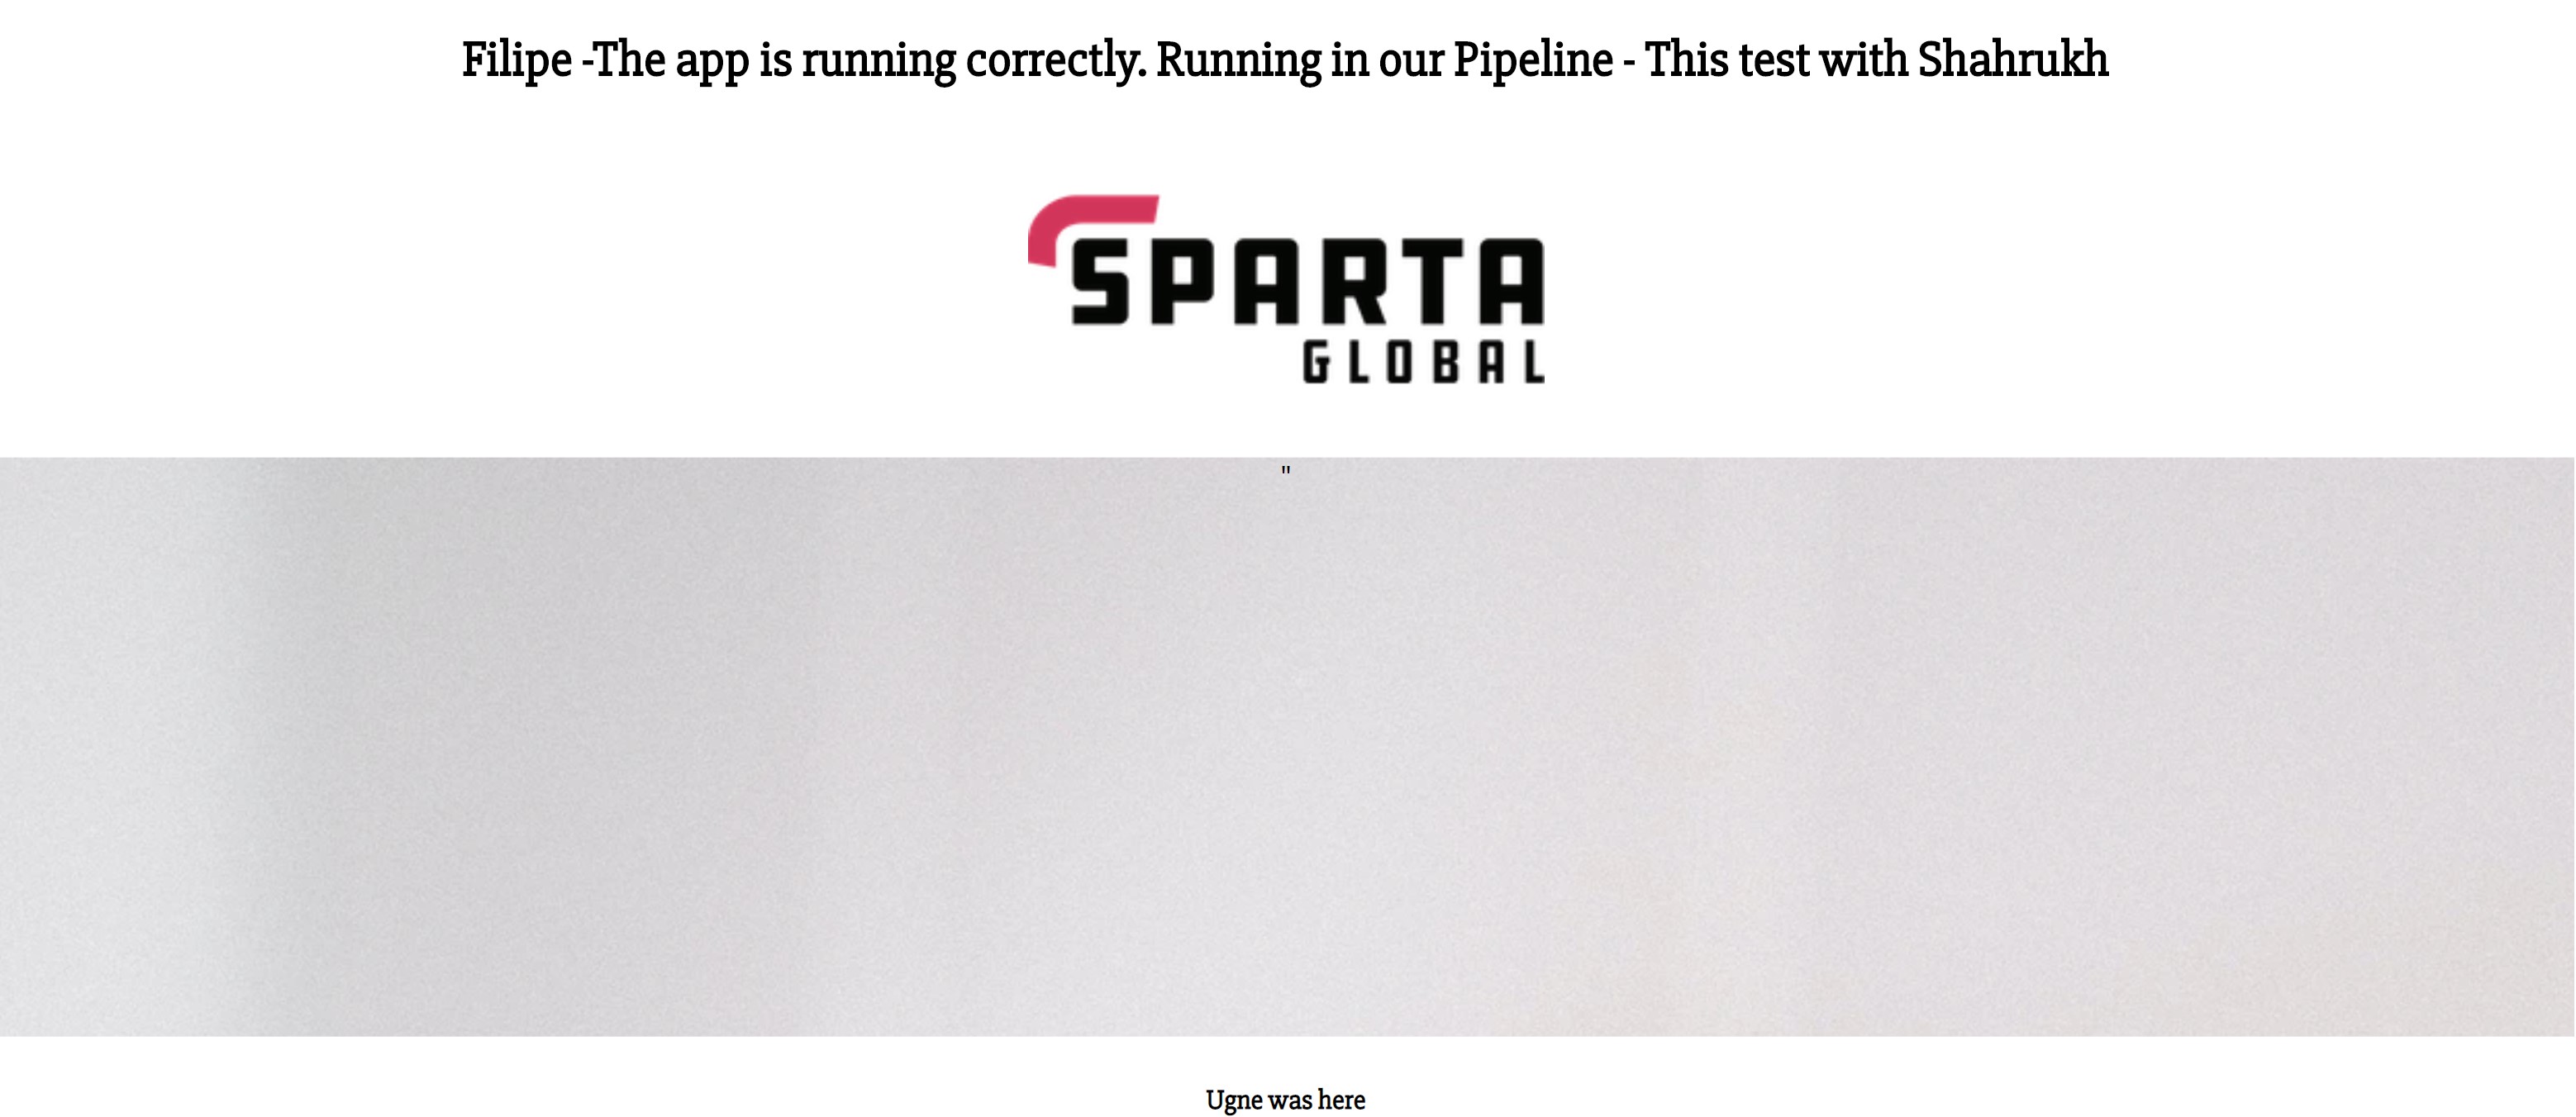 Filipe -The app is running correctly. Running in our Pipeline - This test with Shahrukh
SPARTA
GLOBAL
"
Ugne was here